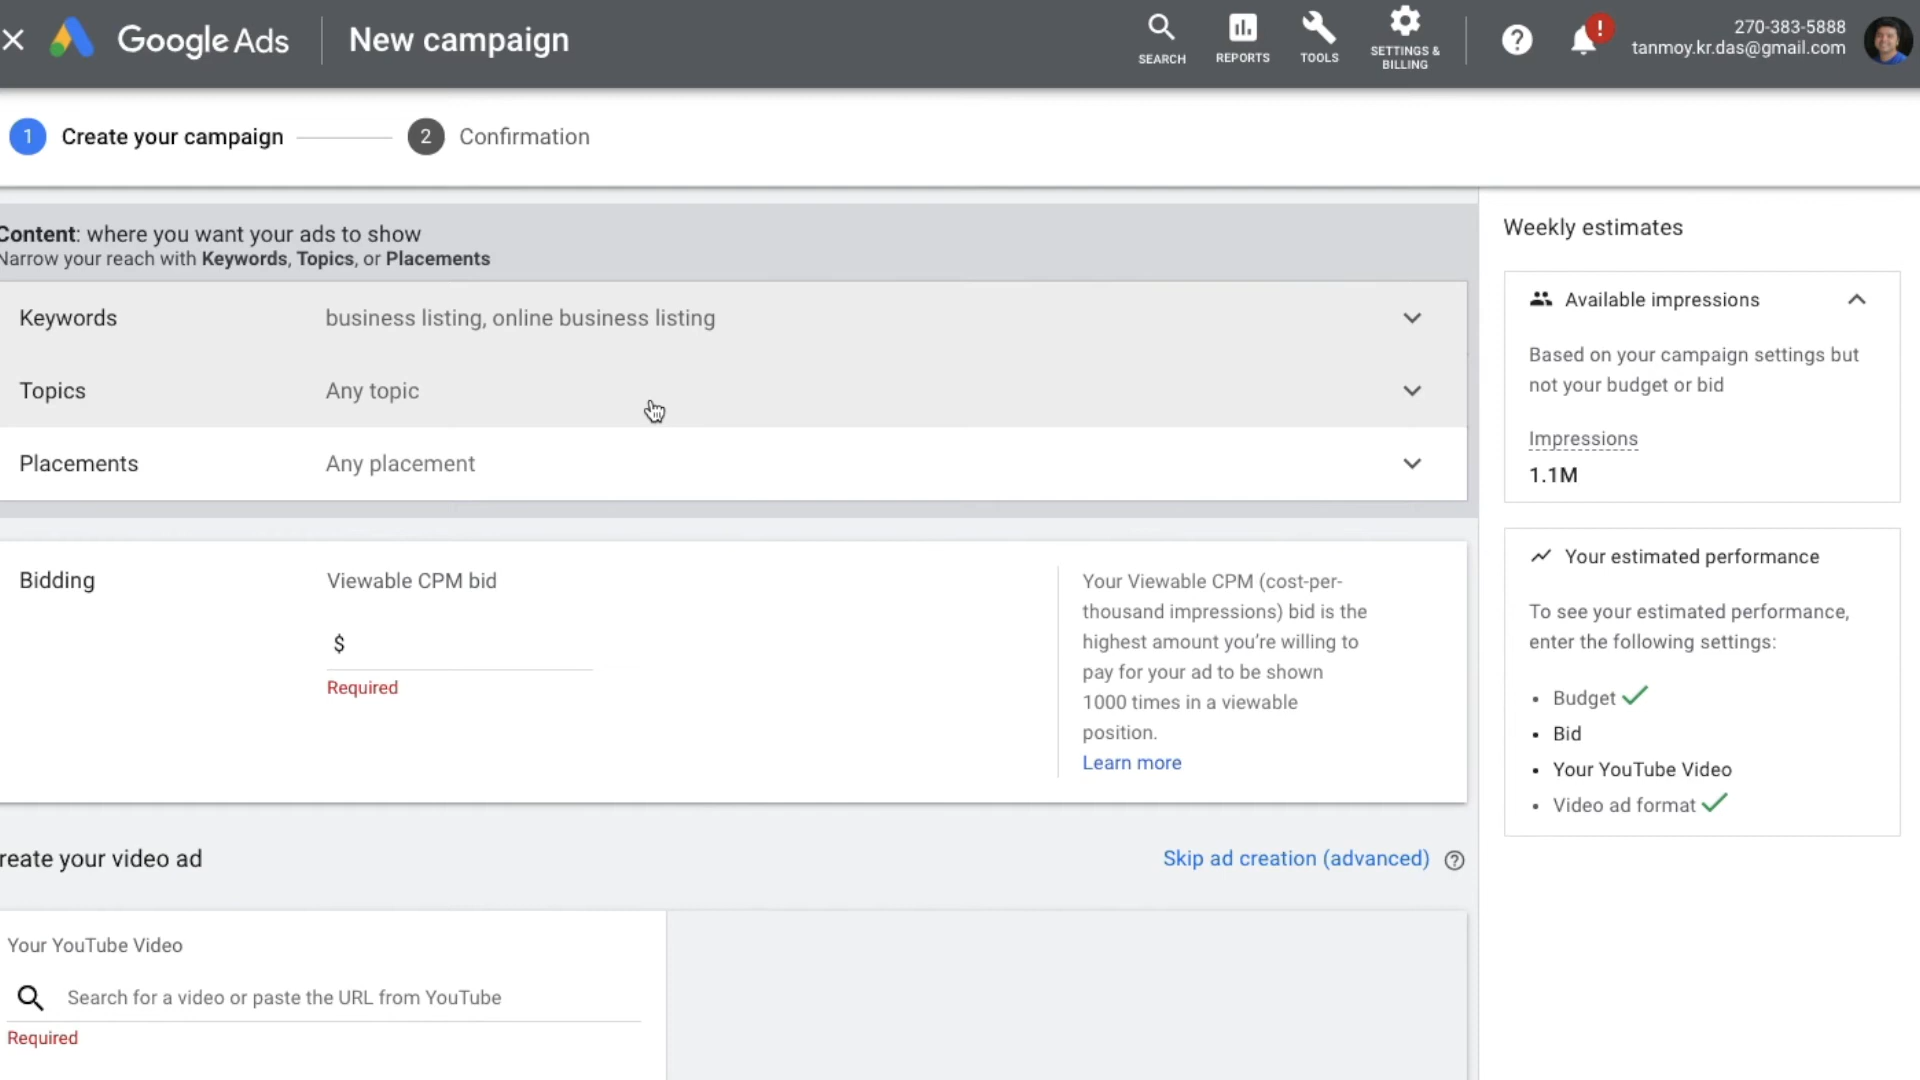 Google Ads
New campaign
SEARCH
REPORTS
TOOLS
SETTINGS &
BILLING
!
270-383-5888
tanmoy.kr.das@gmail.com
1 Create your campaign
2 Confirmation
Content: where you want your ads to show
Narrow your reach with Keywords, Topics, or Placements
Keywords business listing, online business listing
Topics Any topic
Placements Any placement
Bidding
Viewable CPM bid
$
Required
Your Viewable CPM (cost-per-
thousand impressions) bid is the
highest amount you're willing to
pay for your ad to be shown
1000 times in a viewable
position.
Learn more
reate your video ad
Skip ad creation (advanced) ?
Your YouTube Video
Search for a video or paste the URL from YouTube
Required
Weekly estimates
Available impressions
Based on your campaign settings but
not your budget or bid
Impressions
1.1M
Your estimated performance
To see your estimated performance,
enter the following settings:
• Budget
• Bid
• Your YouTube Video
• Video ad format